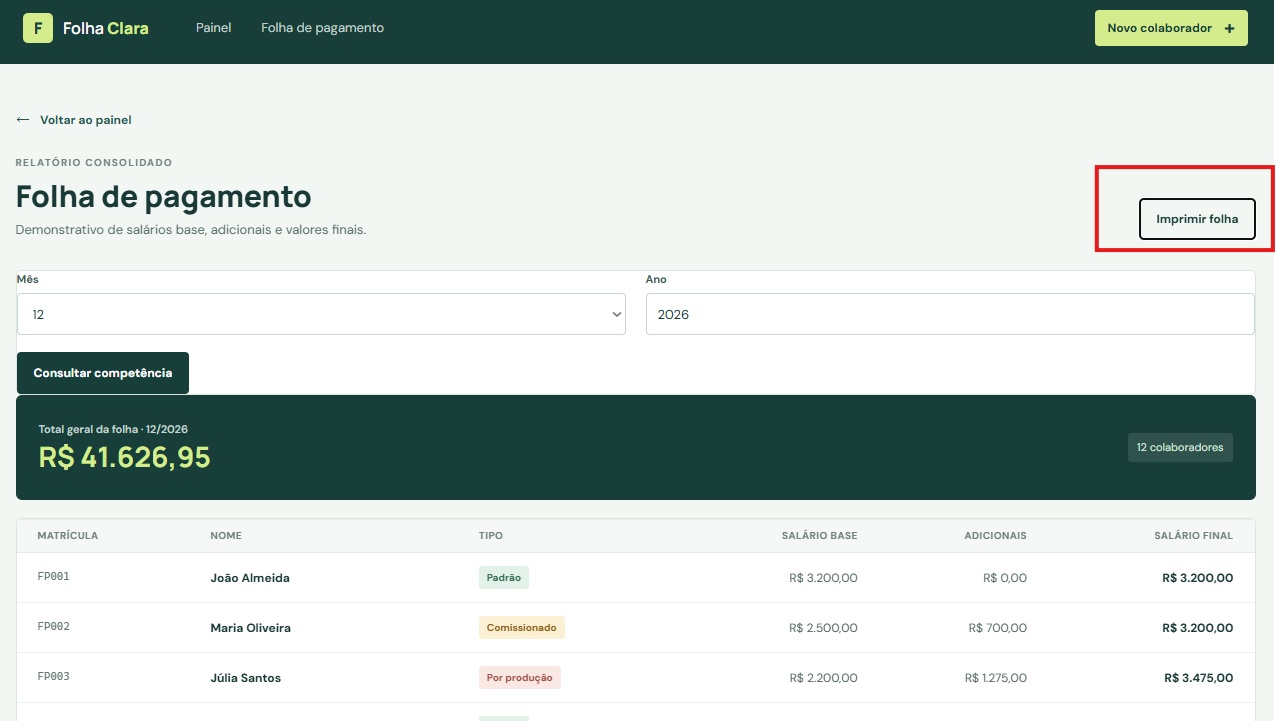 F Folha Clara Painel Folha de pagamento Novo colaborador +
← Voltar ao painel
RELATÓRIO CONSOLIDADO
Folha de pagamento
Demonstrativo de salários base, adicionais e valores finais.
Imprimir folha
Mês Ano
12 2026
Consultar competência
Total geral da folha · 12/2026
R$ 41.626,95
12 colaboradores
MATRÍCULA NOME TIPO SALÁRIO BASE ADICIONAIS SALÁRIO FINAL
FP001 João Almeida Padrão R$ 3.200,00 R$ 0,00 R$ 3.200,00
FP002 Maria Oliveira Comissionado R$ 2.500,00 R$ 700,00 R$ 3.200,00
FP003 Júlia Santos Por produção R$ 2.200,00 R$ 1.275,00 R$ 3.475,00